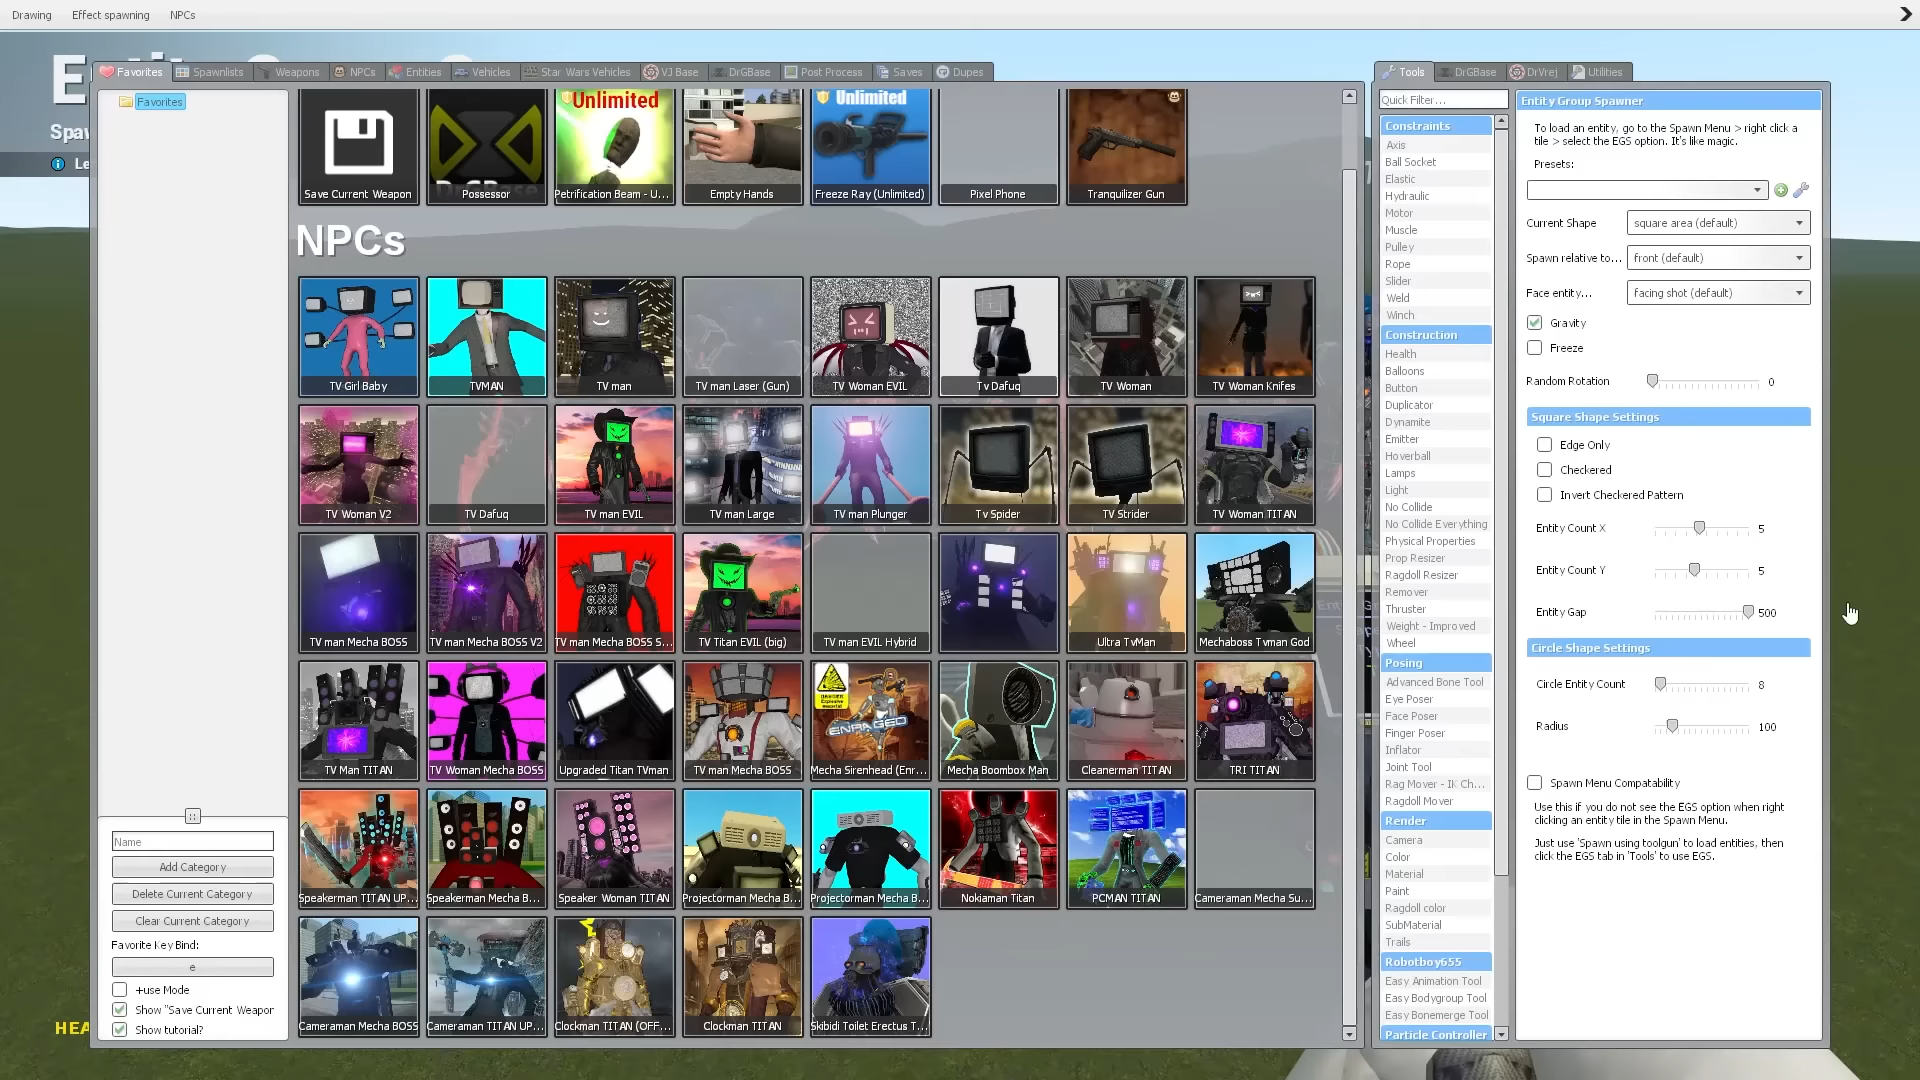 Drawing Effect spawning NPCs
Favorites Spawnlists Weapons NPCs Entities Vehicles Star Wars Vehicles VJ Base DrGBase Post Process Saves Dupes
Tools DrGBase DrVrej Utilities
Favorites
Unlimited
Unlimited
Save Current Weapon
Possessor
Petrification Beam - U...
Empty Hands
Freeze Ray (Unlimited)
Pixel Phone
Tranquilizer Gun
NPCs
TV Girl Baby
TVMAN
TV man
TV man Laser (Gun)
TV Woman EVIL
Tv Dafuq
TV Woman
TV Woman Knifes
TV Woman V2
TV Dafuq
TV man EVIL
TV man Large
TV man Plunger
Tv Spider
TV Strider
TV Woman TITAN
TV man Mecha BOSS
TV man Mecha BOSS V2
TV man Mecha BOSS S...
TV Titan EVIL (big)
TV man EVIL Hybrid
Ultra TvMan
Mechaboss Tvman God
DANGER
ENRAGED
TV Man TITAN
TV Woman Mecha BOSS
Upgraded Titan TVman
TV man Mecha BOSS
Mecha Sirenhead (Enr...
Mecha Boombox Man
Cleanerman TITAN
TRI TITAN
Speakerman TITAN UP...
Speakerman Mecha B...
Speaker Woman TITAN
Projectorman Mecha B...
Projectorman Mecha B...
Nokiaman Titan
PCMAN TITAN
Cameraman Mecha Su...
Cameraman Mecha BOSS
Cameraman TITAN UP...
Clockman TITAN (OFF...
Clockman TITAN
Skibidi Toilet Erectus T...
Name
Add Category
Delete Current Category
Clear Current Category
Favorite Key Bind:
e
+use Mode
Show "Save Current Weapor
Show tutorial?
HEA
Spaw
Le
Quick Filter...
Constraints
Axis
Ball Socket
Elastic
Hydraulic
Motor
Muscle
Pulley
Rope
Slider
Weld
Winch
Construction
Health
Balloons
Button
Duplicator
Dynamite
Emitter
Hoverball
Lamps
Light
No Collide
No Collide Everything
Physical Properties
Prop Resizer
Ragdoll Resizer
Remover
Thruster
Weight - Improved
Wheel
Posing
Advanced Bone Tool
Eye Poser
Face Poser
Finger Poser
Inflator
Joint Tool
Rag Mover - IK Ch...
Ragdoll Mover
Render
Camera
Color
Material
Paint
Ragdoll color
SubMaterial
Trails
Robotboy655
Easy Animation Tool
Easy Bodygroup Tool
Easy Bonemerge Tool
Particle Controller
Entity Group Spawner
To load an entity, go to the Spawn Menu > right click a
tile > select the EGS option. It's like magic.
Presets:
Current Shape square area (default)
Spawn relative to... front (default)
Face entity... facing shot (default)
Gravity
Freeze
Random Rotation 0
Square Shape Settings
Edge Only
Checkered
Invert Checkered Pattern
Entity Count X 5
Entity Count Y 5
Entity Gap 500
Circle Shape Settings
Circle Entity Count 8
Radius 100
Spawn Menu Compatability
Use this if you do not see the EGS option when right
clicking an entity tile in the Spawn Menu.
Just use 'Spawn using toolgun' to load entities, then
click the EGS tab in 'Tools' to use EGS.